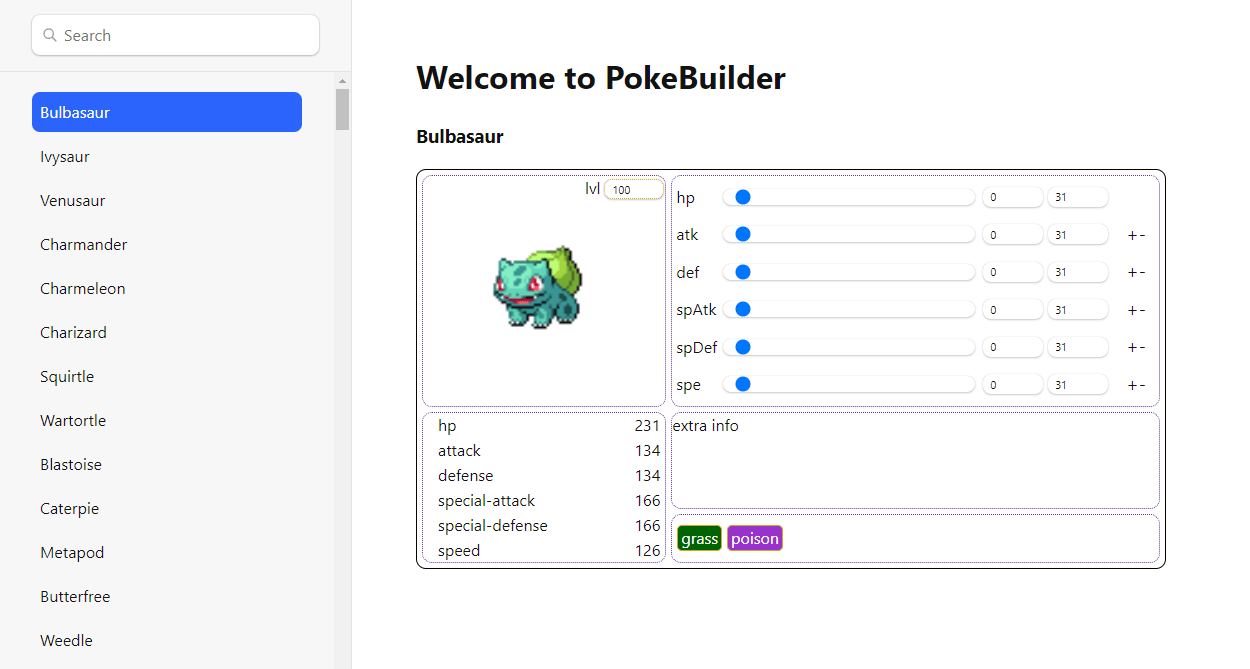 Search
Bulbasaur
Ivysaur
Venusaur
Charmander
Charmeleon
Charizard
Squirtle
Wartortle
Blastoise
Caterpie
Metapod
Butterfree
Weedle
Welcome to PokeBuilder
Bulbasaur
lvl 100
hp 0 31
atk 0 31 +-
def 0 31 +-
spAtk 0 31 +-
spDef 0 31 +-
spe 0 31 +-
hp 231
attack 134
defense 134
special-attack 166
special-defense 166
speed 126
extra info
grass poison